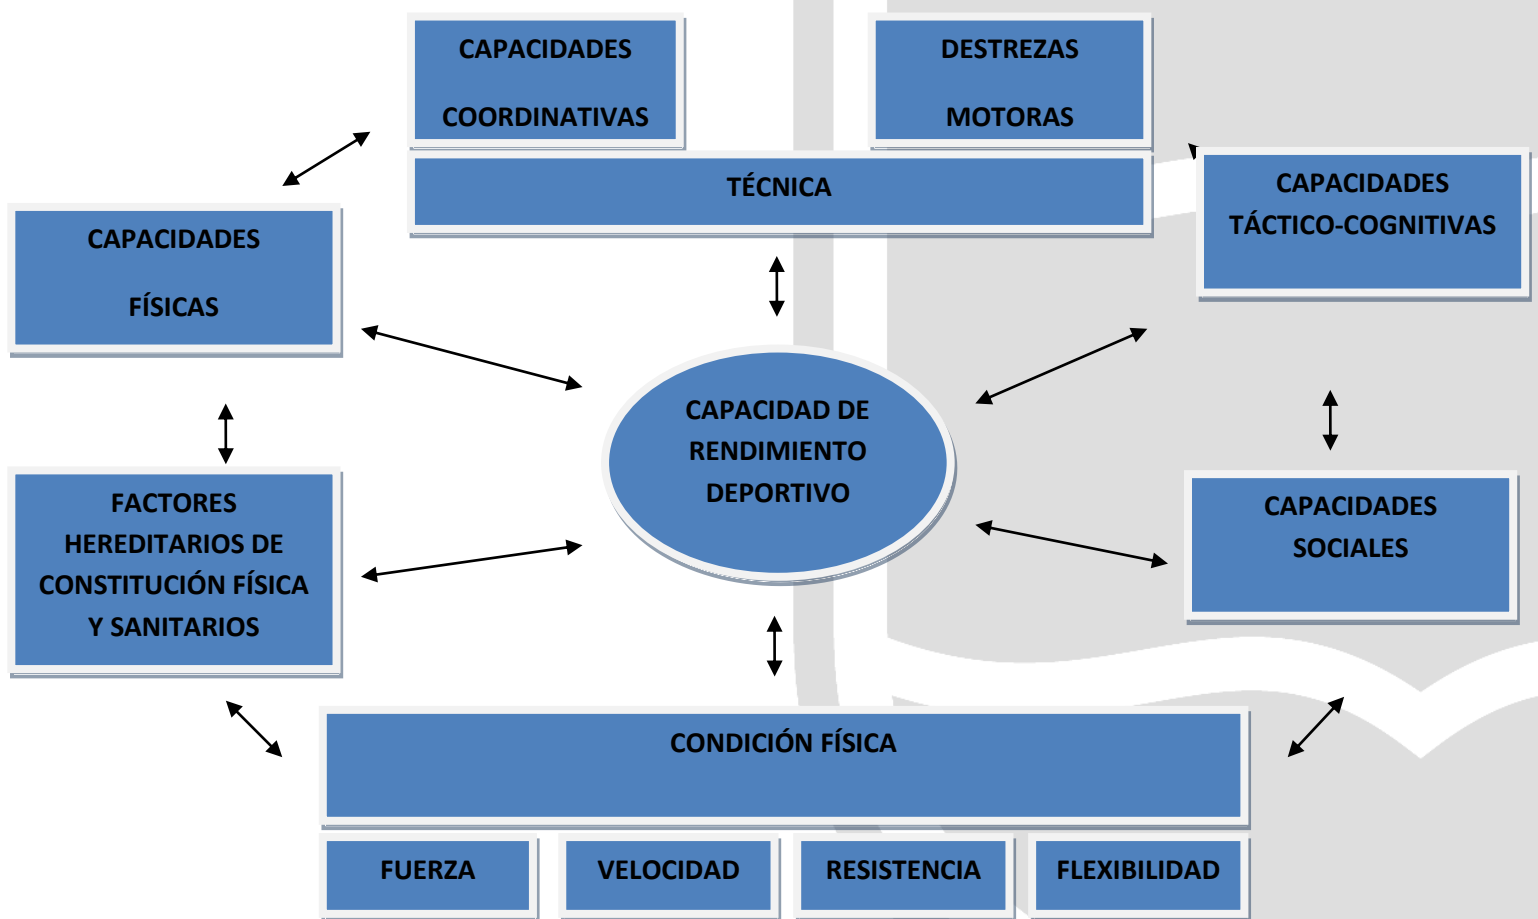 CAPACIDADES
COORDINATIVAS
DESTREZAS
MOTORAS
TÉCNICA
CAPACIDADES
TÁCTICO-COGNITIVAS
CAPACIDADES
FÍSICAS
CAPACIDAD DE
RENDIMIENTO
DEPORTIVO
FACTORES
HEREDITARIOS DE
CONSTITUCIÓN FÍSICA
Y SANITARIOS
CAPACIDADES
SOCIALES
CONDICIÓN FÍSICA
FUERZA
VELOCIDAD
RESISTENCIA
FLEXIBILIDAD